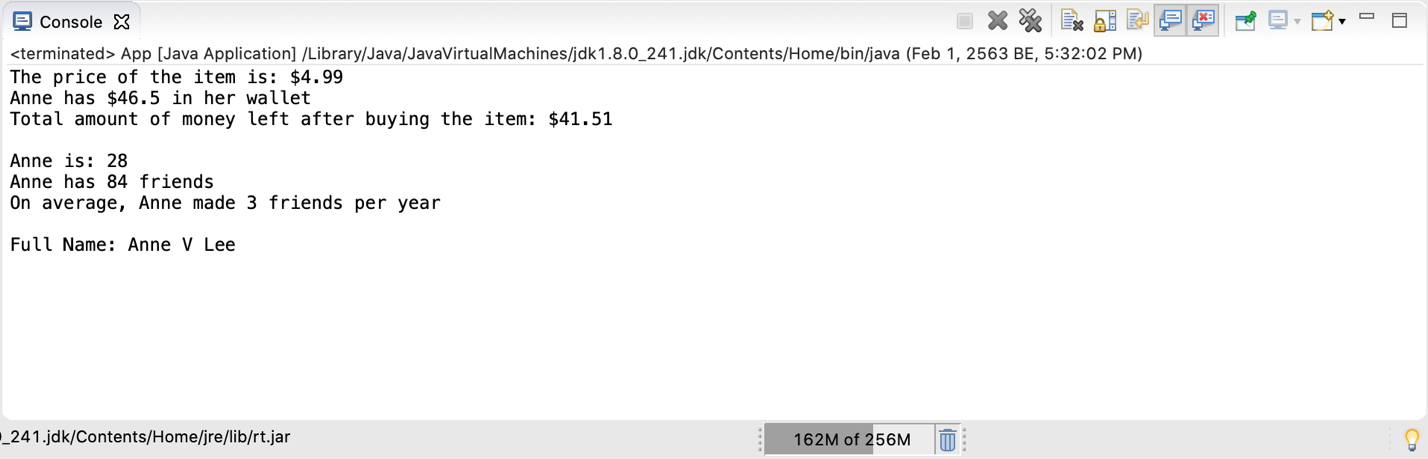 Console
<terminated> App [Java Application] /Library/Java/JavaVirtualMachines/jdk1.8.0_241.jdk/Contents/Home/bin/java (Feb 1, 2563 BE, 5:32:02 PM)
The price of the item is: $4.99
Anne has $46.5 in her wallet
Total amount of money left after buying the item: $41.51
Anne is: 28
Anne has 84 friends
On average, Anne made 3 friends per year
Full Name: Anne V Lee
_241.jdk/Contents/Home/jre/lib/rt.jar
162M of 256M